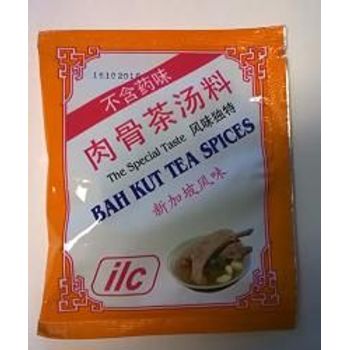 不含药味
肉骨茶汤料
The Special Taste 风味独特
BAH KUT TEA SPICES
新加坡风味
ilc